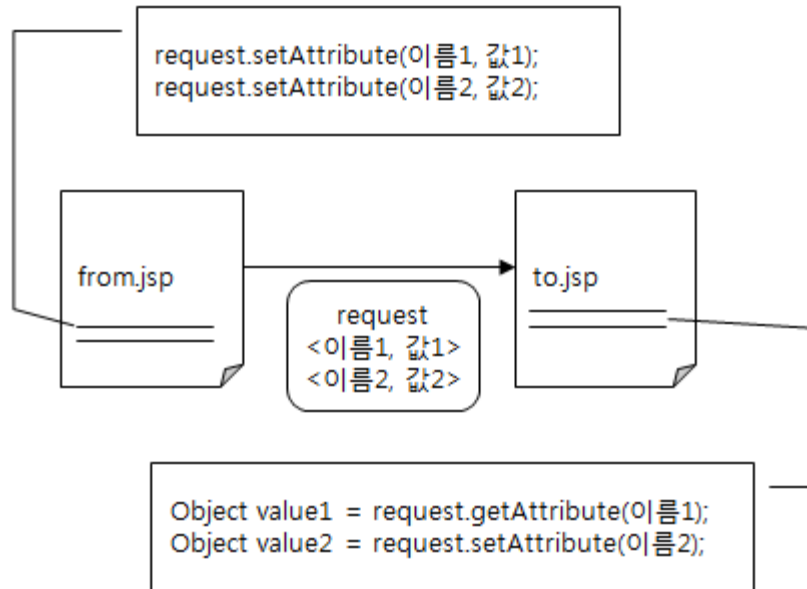 request.setAttribute(이름1, 값1);
request.setAttribute(이름2, 값2);
from.jsp
to.jsp
request
<이름1, 값1>
<이름2, 값2>
Object value1 = request.getAttribute(이름1);
Object value2 = request.setAttribute(이름2);